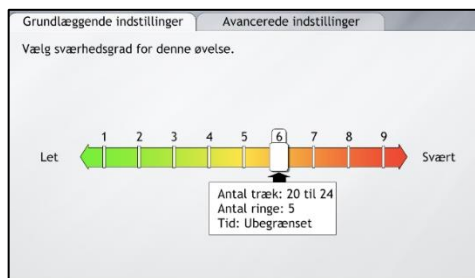 Grundlæggende indstillinger Avancerede indstillinger
Vælg sværhedsgrad for denne øvelse.
1 2 3 4 5 6 7 8 9
Let Svært
Antal træk: 20 til 24
Antal ringe: 5
Tid: Ubegrænset